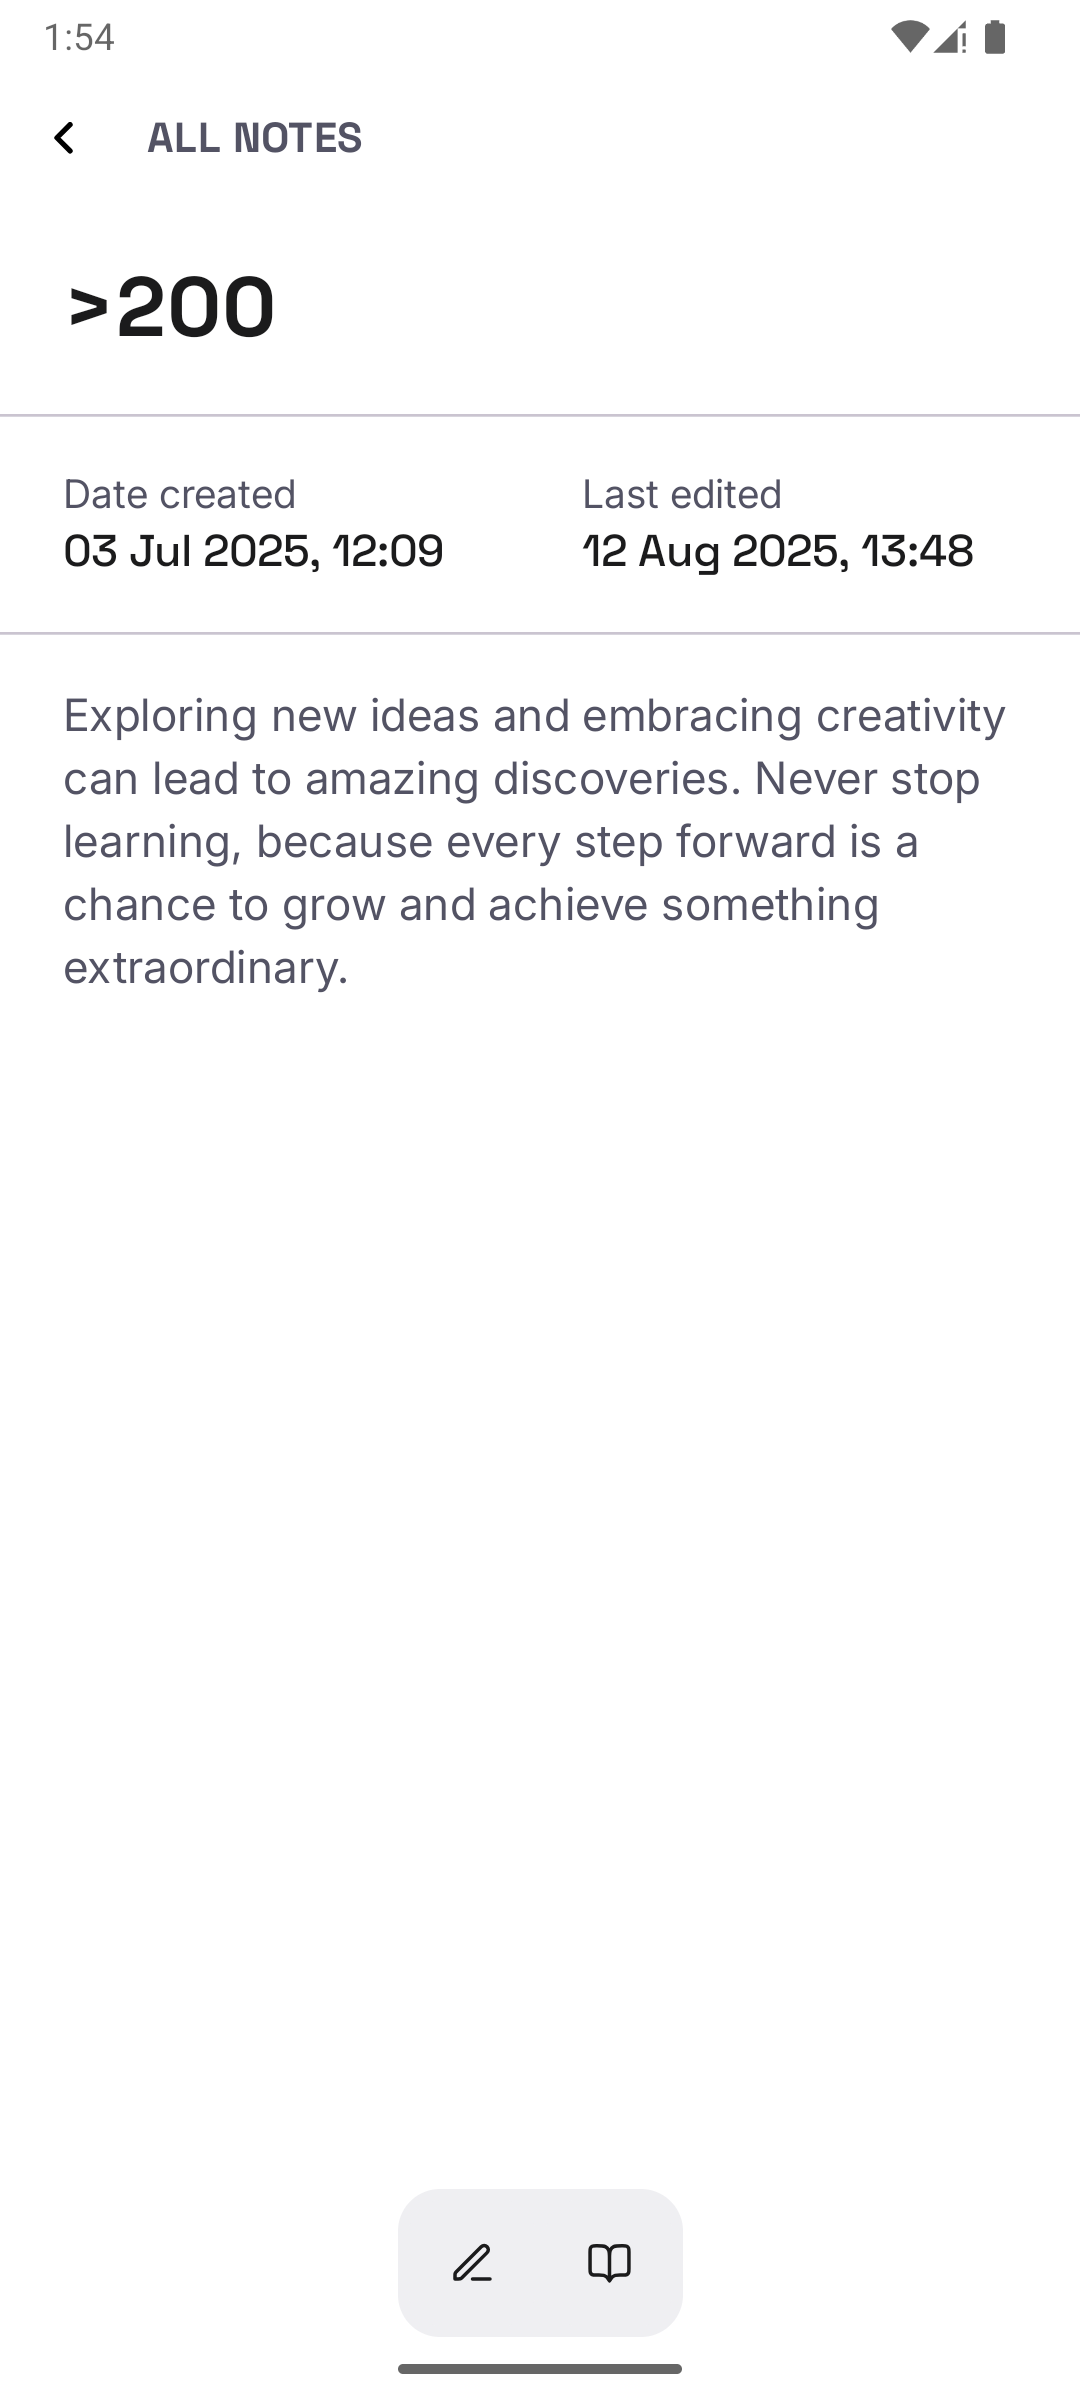 1:54
ALL NOTES
>200
Date created
Last edited
03 Jul 2025, 12:09
12 Aug 2025, 13:48
Exploring new ideas and embracing creativity
can lead to amazing discoveries. Never stop
learning, because every step forward is a
chance to grow and achieve something
extraordinary.